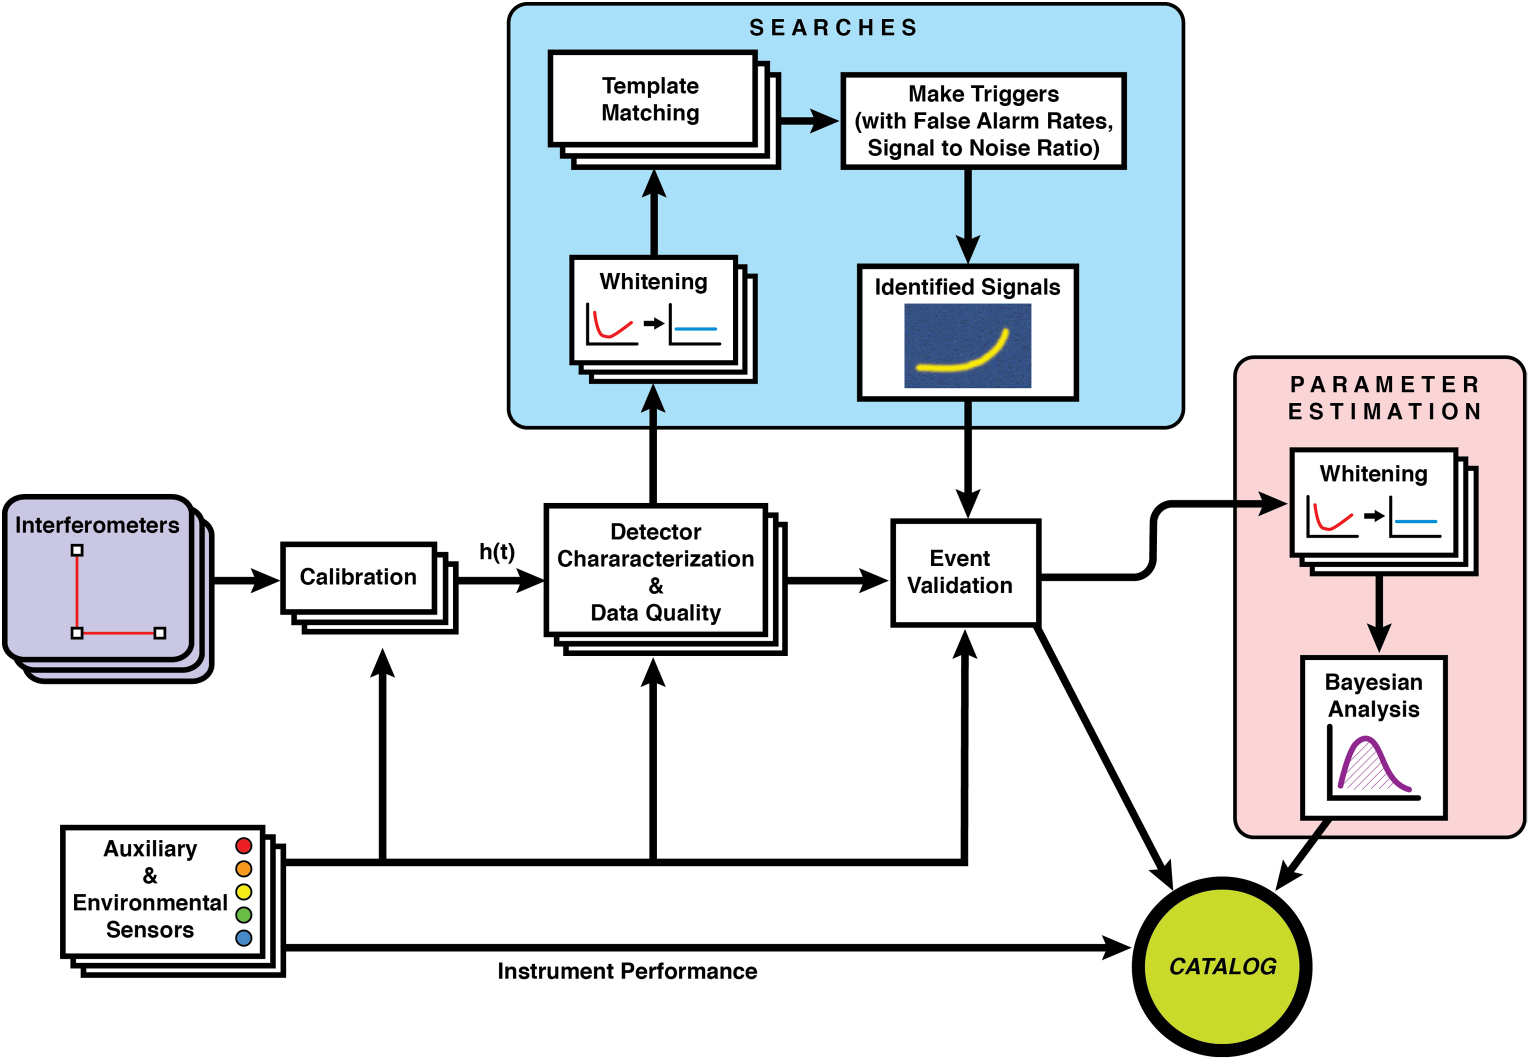 SEARCHES
Template
Matching
Make Triggers
(with False Alarm Rates,
Signal to Noise Ratio)
Whitening
Identified Signals
PARAMETER
ESTIMATION
Whitening
Interferometers
Calibration
h(t)
Detector
Chararacterization
&
Data Quality
Event
Validation
Bayesian
Analysis
Auxiliary
&
Environmental
Sensors
Instrument Performance
CATALOG